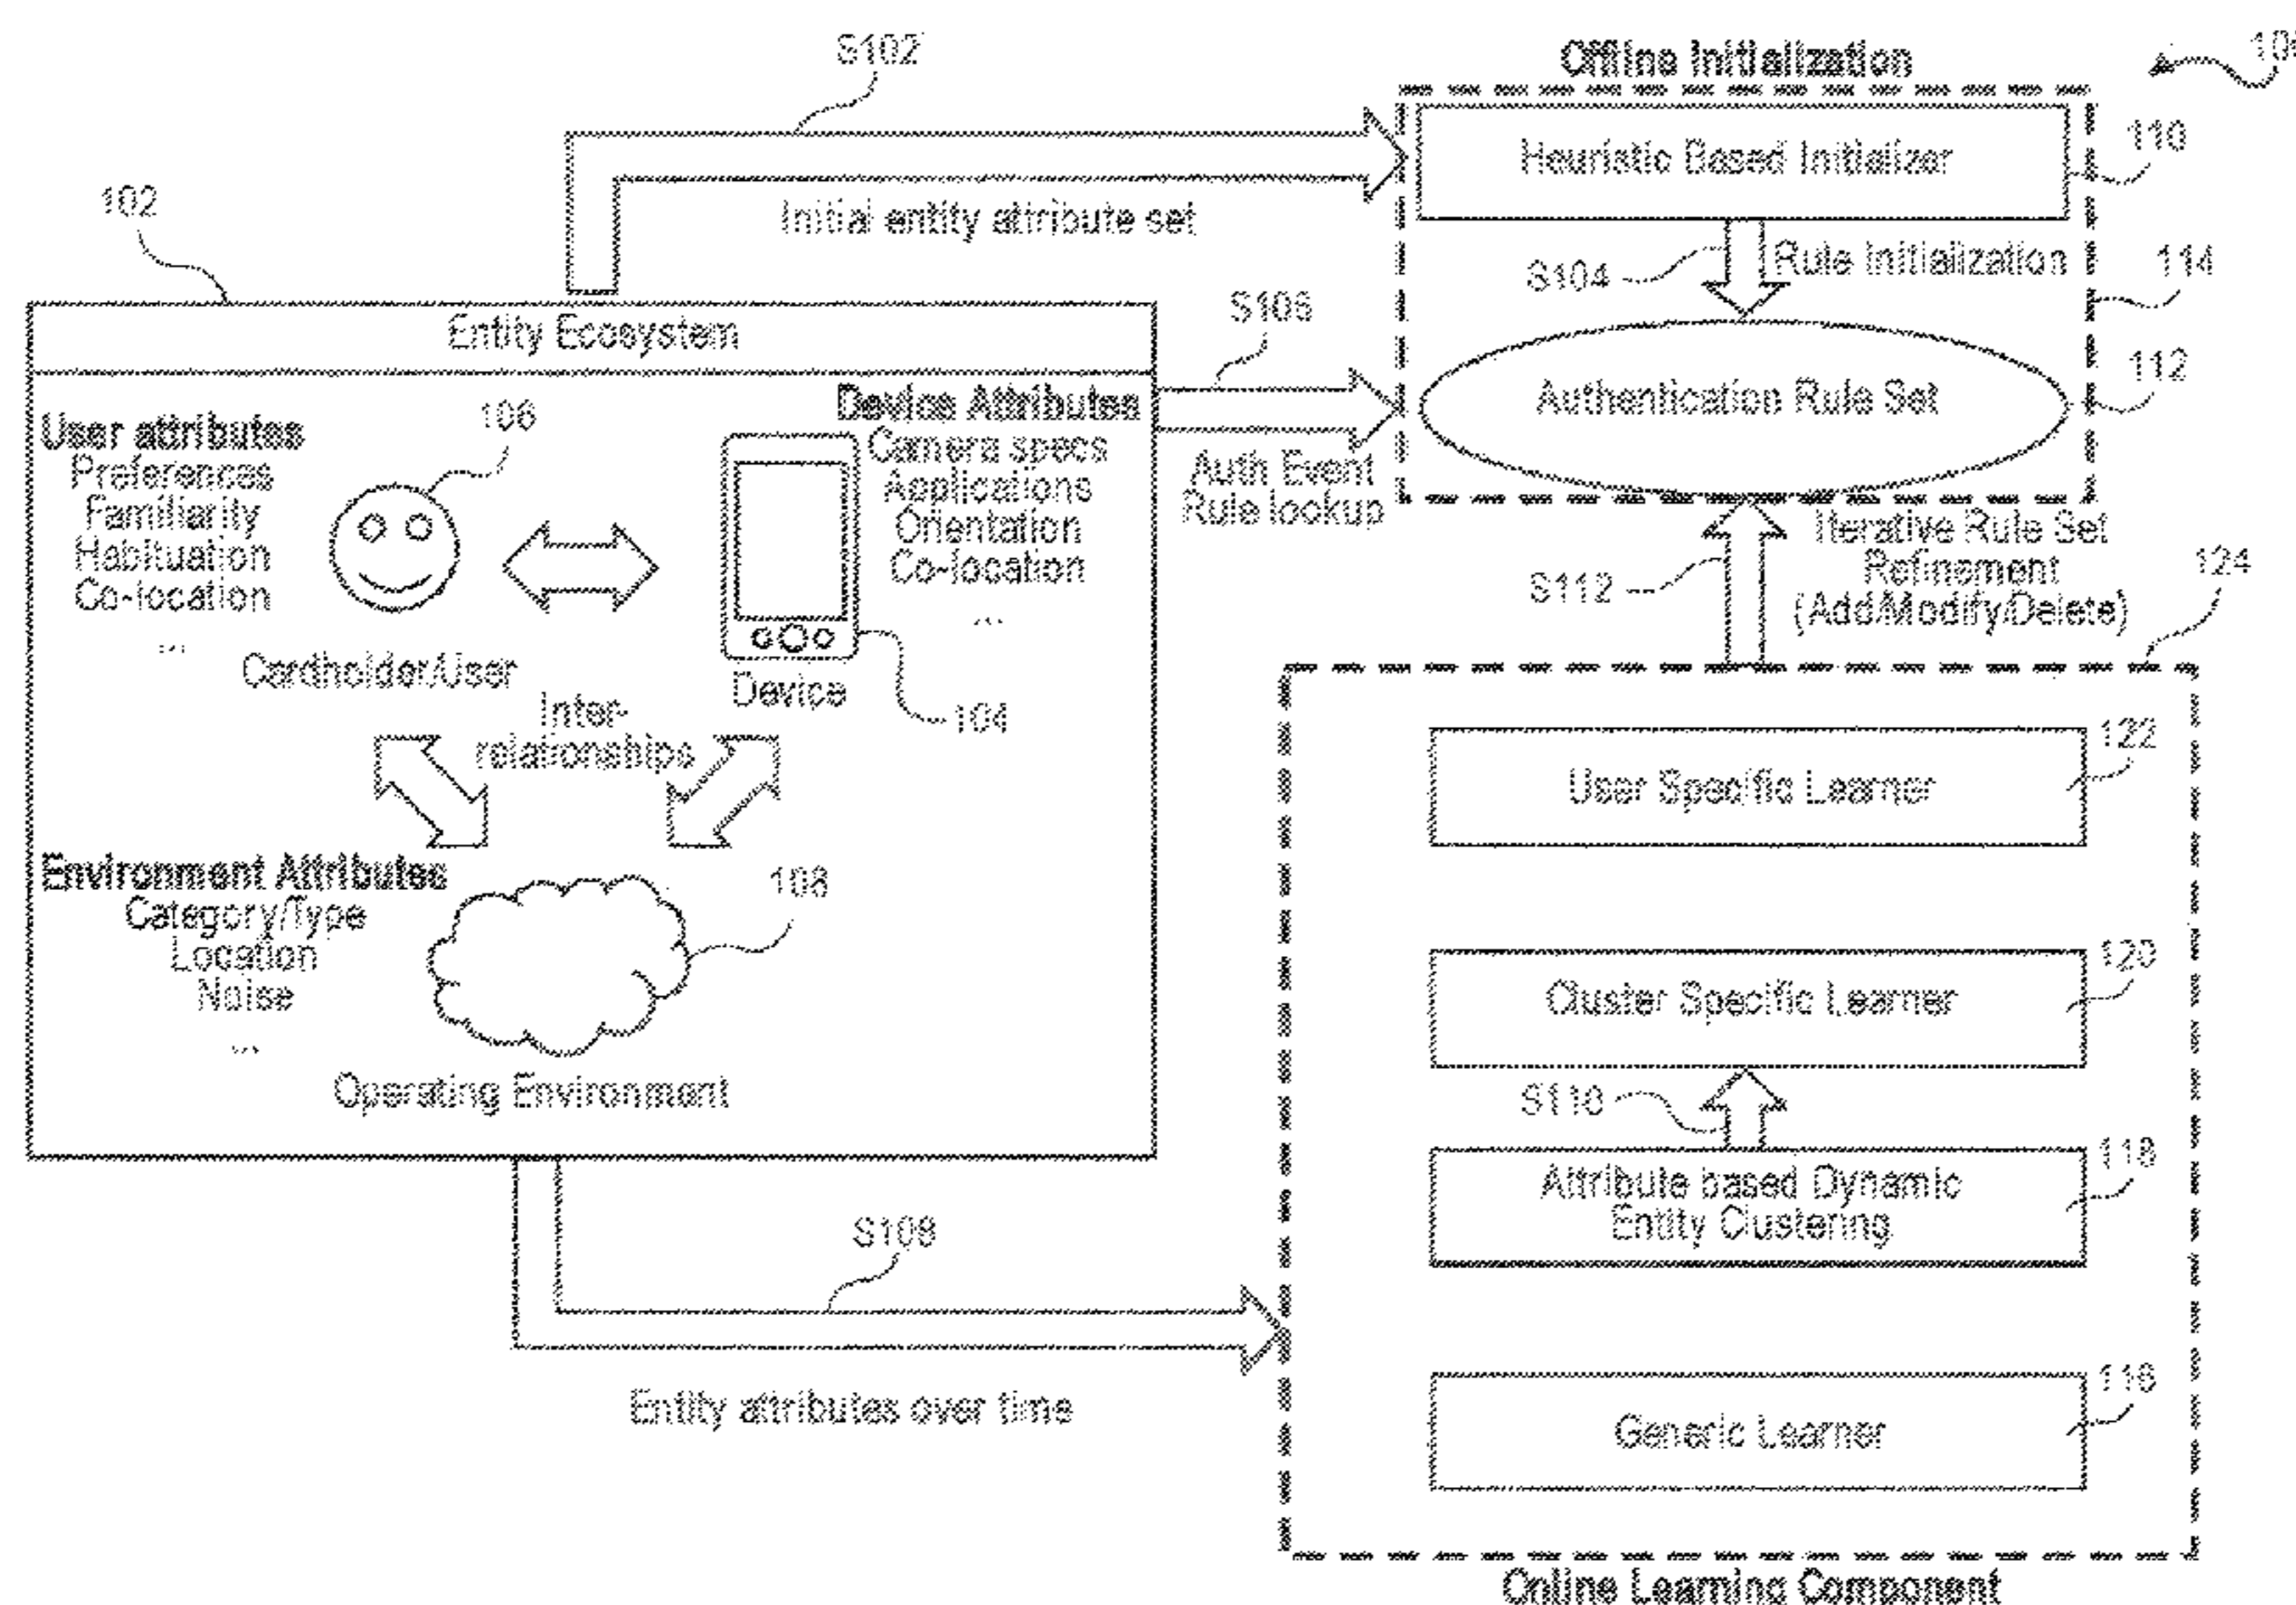 S102
Offline Initialization
Heuristic Based Initializer
110
Initial entity attribute set
102
S104
Rule Initialization
114
S106
Entity Ecosystem
Authentication Rule Set
112
Device Attributes
Camera specs
Applications
Orientation
Co-location
...
User attributes
Preferences
Familiarity
Habituation
Co-location
...
106
Auth Event
Rule lookup
Cardholder/User
Device
104
Iterative Rule Set
Refinement
(Add/Modify/Delete)
S112
124
Inter-
relationships
User Specific Learner
122
Environment Attributes
Category/Type
Location
Noise
...
108
Operating Environment
Cluster Specific Learner
120
S110
Attribute based Dynamic
Entity Clustering
118
S108
Entity attributes over time
Generic Learner
116
Online Learning Component